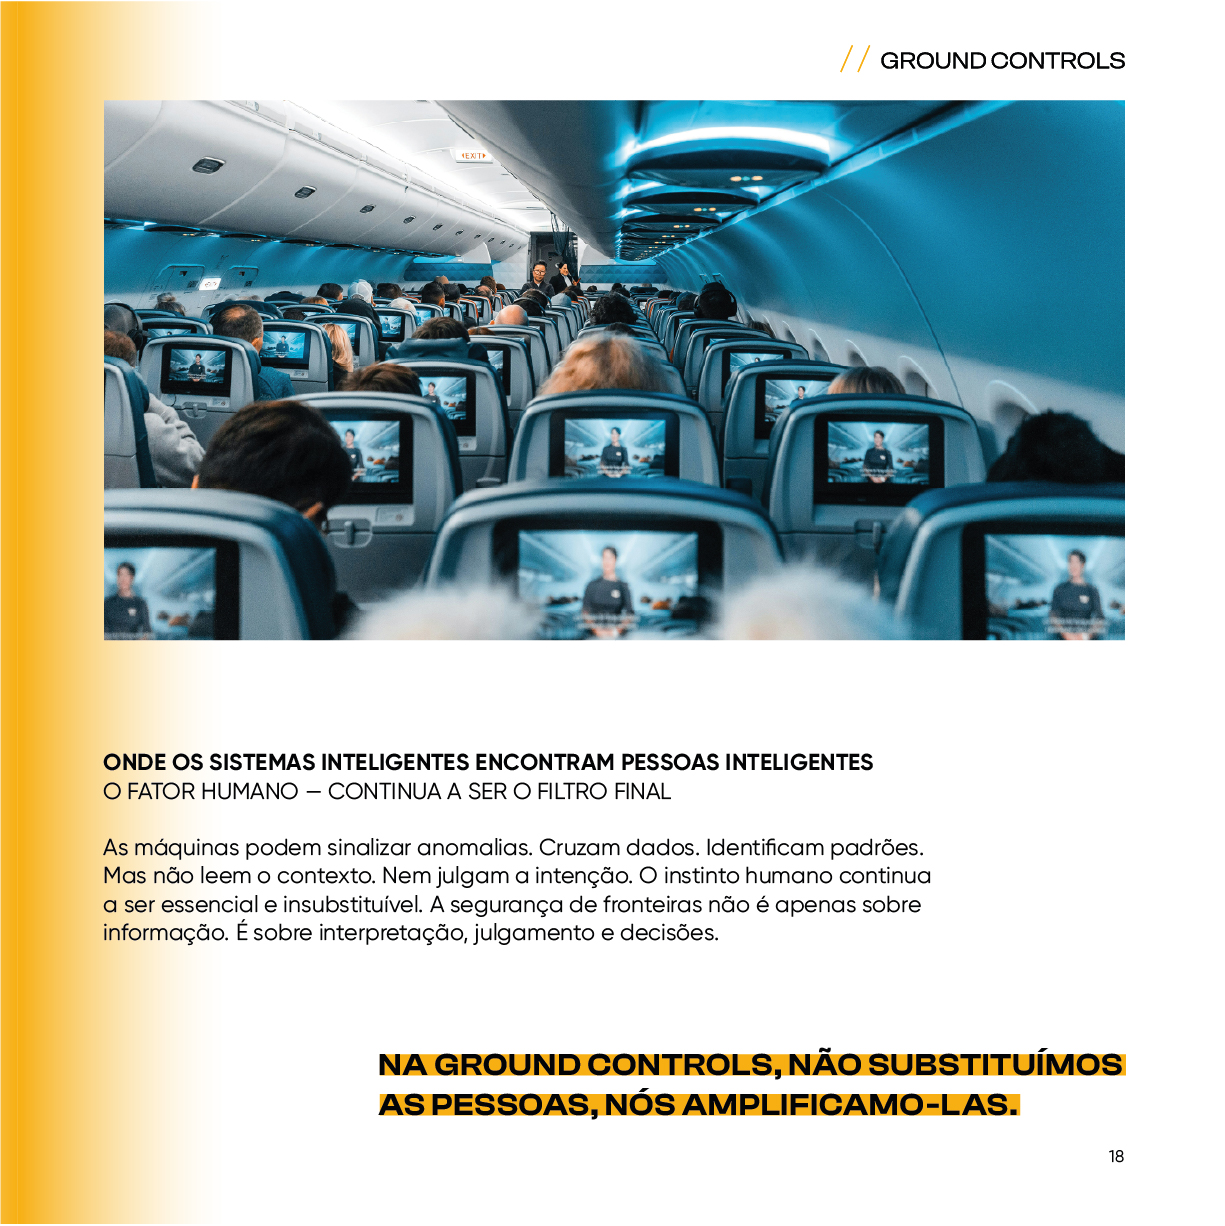 // GROUND CONTROLS
EXIT
ONDE OS SISTEMAS INTELIGENTES ENCONTRAM PESSOAS INTELIGENTES
O FATOR HUMANO — CONTINUA A SER O FILTRO FINAL
As máquinas podem sinalizar anomalias. Cruzam dados. Identificam padrões.
Mas não leem o contexto. Nem julgam a intenção. O instinto humano continua
a ser essencial e insubstituível. A segurança de fronteiras não é apenas sobre
informação. É sobre interpretação, julgamento e decisões.
NA GROUND CONTROLS, NÃO SUBSTITUÍMOS
AS PESSOAS, NÓS AMPLIFICAMO-LAS.
18